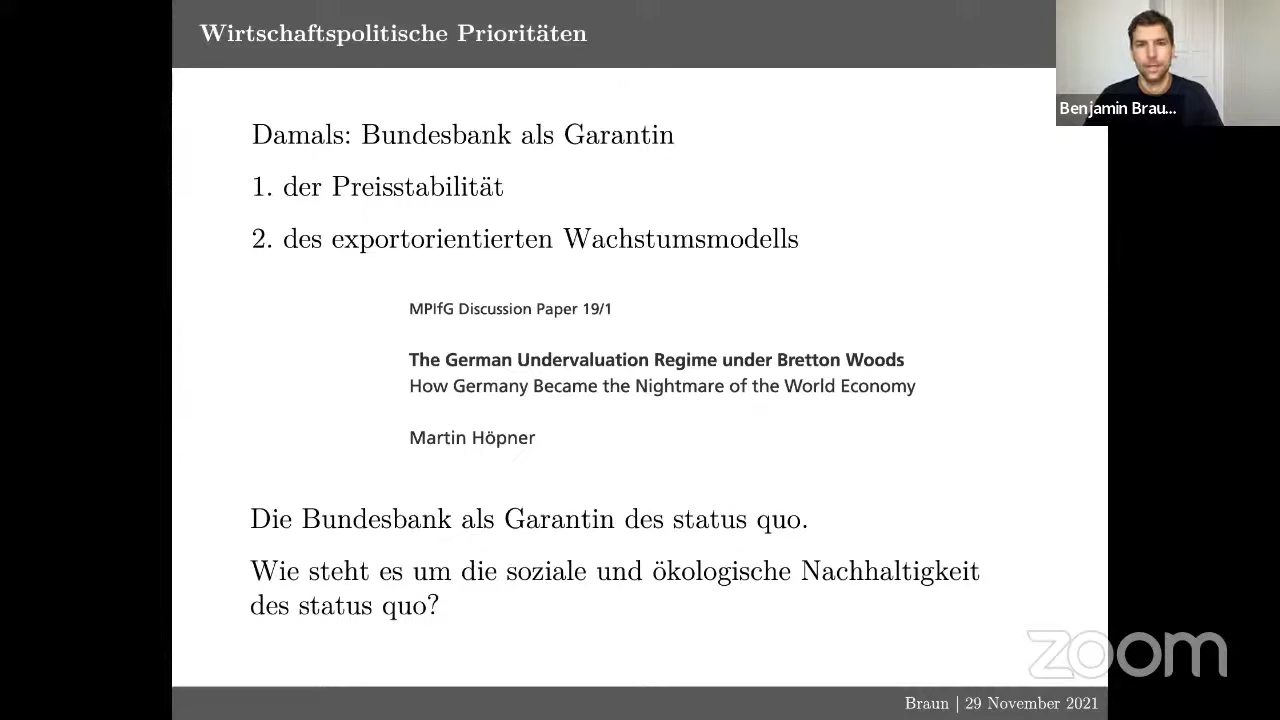 Wirtschaftspolitische Prioritäten
Benjamin Brau...
Damals: Bundesbank als Garantin
1. der Preisstabilität
2. des exportorientierten Wachstumsmodells
MPIfG Discussion Paper 19/1
The German Undervaluation Regime under Bretton Woods
How Germany Became the Nightmare of the World Economy
Martin Höpner
Die Bundesbank als Garantin des status quo.
Wie steht es um die soziale und ökologische Nachhaltigkeit
des status quo?
zoom
Braun | 29 November 2021